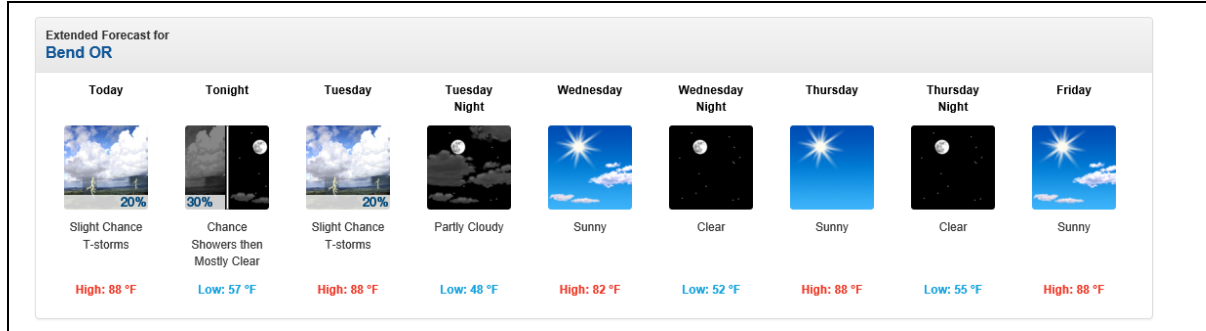 Extended Forecast for
Bend OR
Today
Tonight
Tuesday
Tuesday
Night
Wednesday
Wednesday
Night
Thursday
Thursday
Night
Friday
20%
30%
20%
Slight Chance
T-storms
Chance
Showers then
Mostly Clear
Slight Chance
T-storms
Partly Cloudy
Sunny
Clear
Sunny
Clear
Sunny
High: 88 °F
Low: 57 °F
High: 88 °F
Low: 48 °F
High: 82 °F
Low: 52 °F
High: 88 °F
Low: 55 °F
High: 88 °F